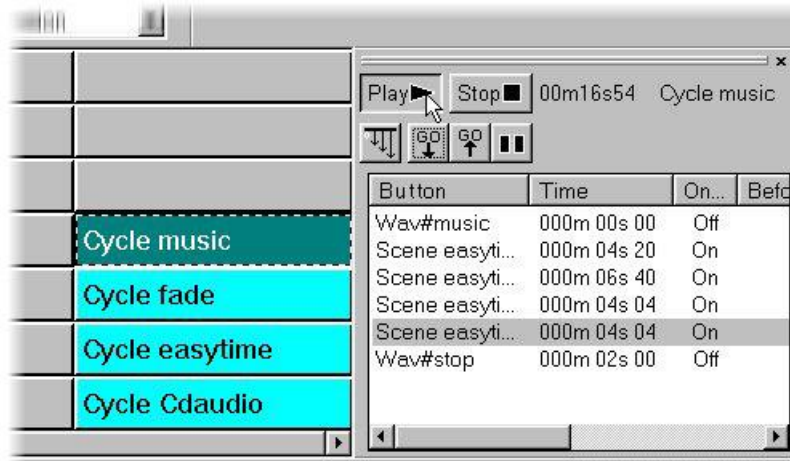 Play Stop 00m16s54 Cycle music
GO GO
Button Time On... Befo
Wav#music 000m 00s 00 Off
Scene easyti... 000m 04s 20 On
Scene easyti... 000m 06s 40 On
Scene easyti... 000m 04s 04 On
Scene easyti... 000m 04s 04 On
Wav#stop 000m 02s 00 Off
Cycle music
Cycle fade
Cycle easytime
Cycle Cdaudio